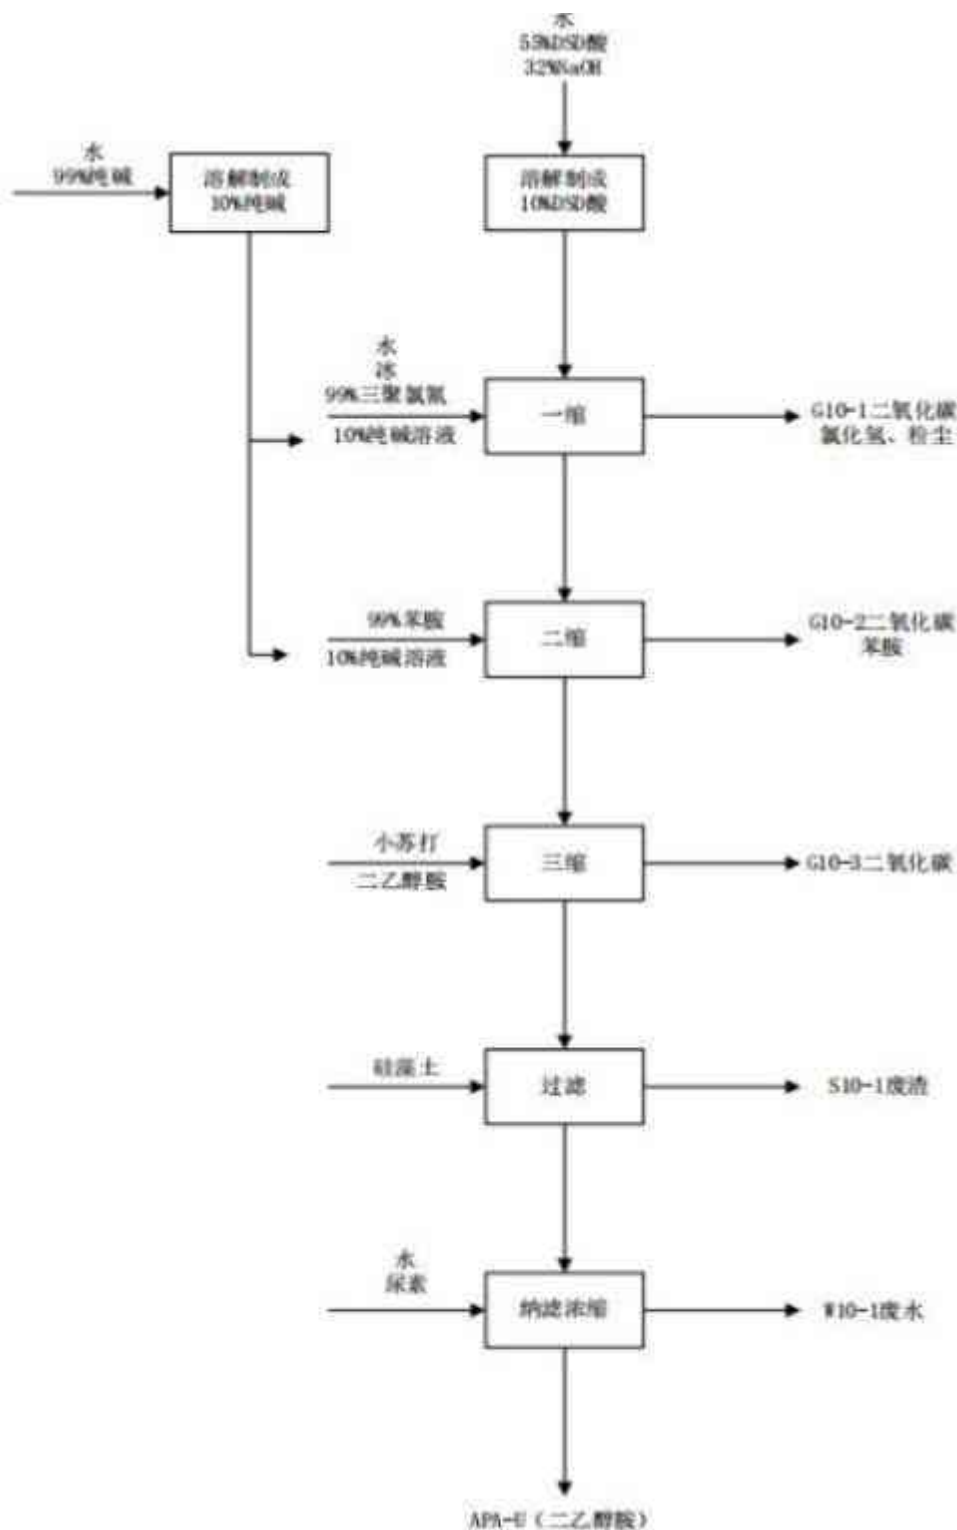 水
53%DSD酸
32%NaOH
水
99%纯碱
溶解制成
10%纯碱
溶解制成
10%DSD酸
水
冰
99%三聚氯氰
10%纯碱溶液
一缩
G10-1二氧化碳
氯化氢、粉尘
99%苯胺
10%纯碱溶液
二缩
G10-2二氧化碳
苯胺
小苏打
二乙醇胺
三缩
G10-3二氧化碳
硅藻土
过滤
S10-1废渣
水
尿素
纳滤浓缩
W10-1废水
APA-U（二乙醇胺）